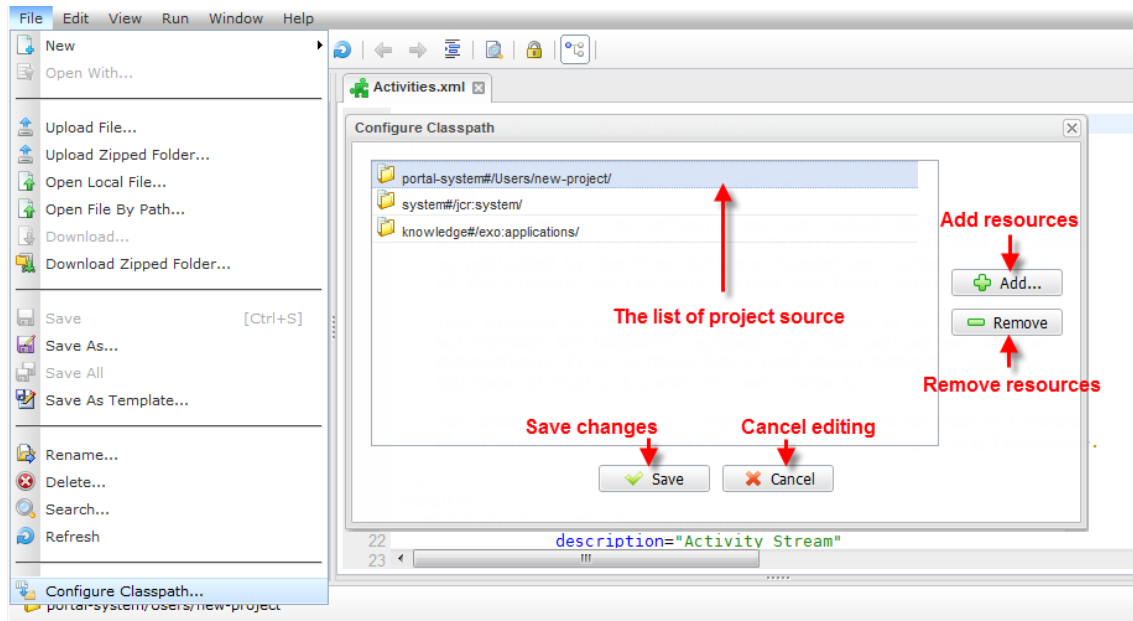 File Edit View Run Window Help
New
Open With...
Activities.xml
Upload File...
Upload Zipped Folder...
Open Local File...
Open File By Path...
Download...
Download Zipped Folder...
Save [Ctrl+S]
Save As...
Save All
Save As Template...
Rename...
Delete...
Search...
Refresh
Configure Classpath...
portal-system/Users/new-project
Configure Classpath
portal-system#/Users/new-project/
system#/jcr:system/
knowledge#/exo:applications/
The list of project source
Add resources
Add...
Remove
Remove resources
Save changes
Cancel editing
Save
Cancel
22 description="Activity Stream"
23